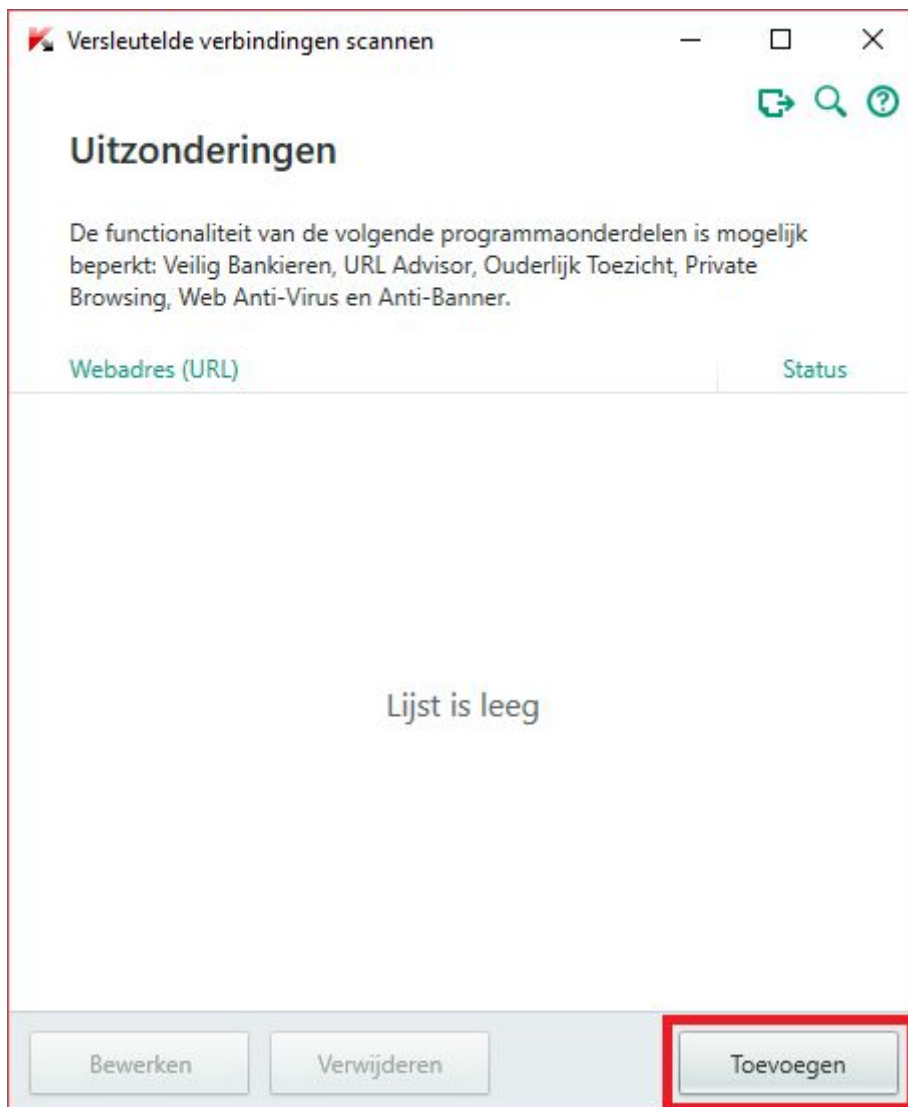 Versleutelde verbindingen scannen
Uitzonderingen
De functionaliteit van de volgende programmaonderdelen is mogelijk
beperkt: Veilig Bankieren, URL Advisor, Ouderlijk Toezicht, Private
Browsing, Web Anti-Virus en Anti-Banner.
Webadres (URL) Status
Lijst is leeg
Bewerken Verwijderen Toevoegen